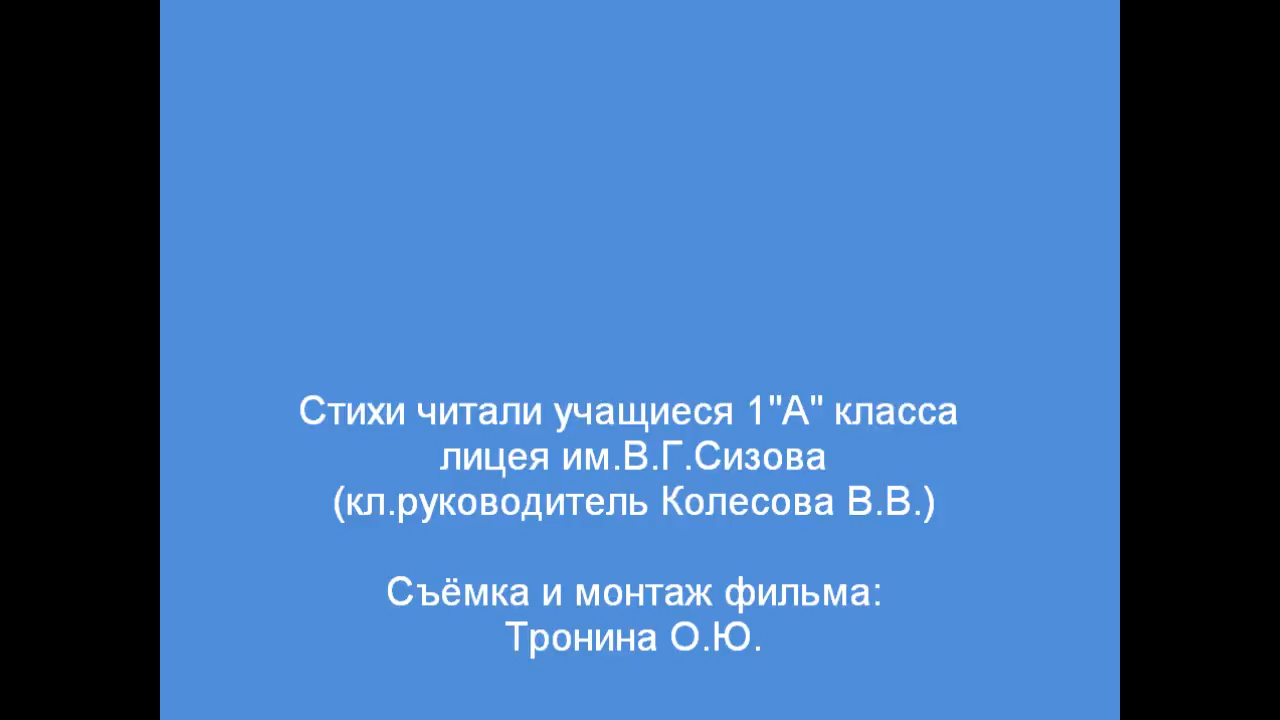 Стихи читали учащиеся 1"А" класса
лицея им.В.Г.Сизова
(кл.руководитель Колесова В.В.)
Съёмка и монтаж фильма:
Тронина О.Ю.